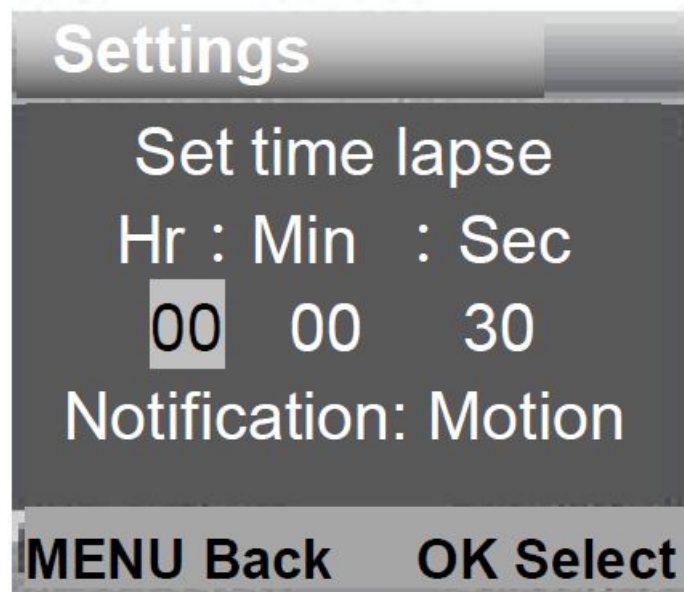 Settings
Set time lapse
Hr : Min : Sec
00 00 30
Notification: Motion
MENU Back OK Select